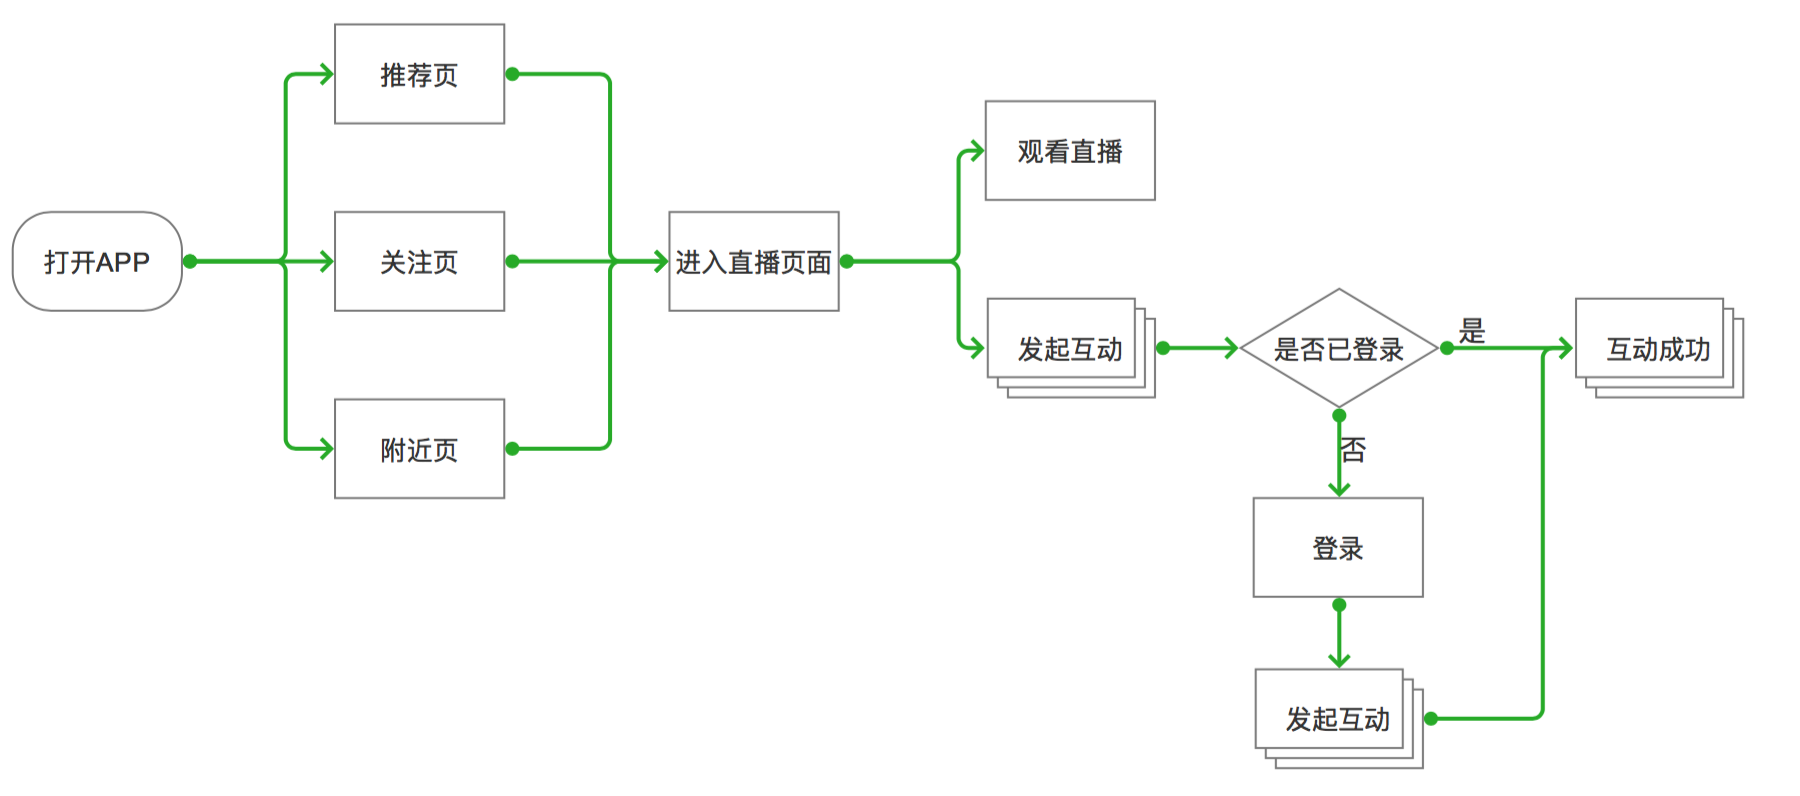 打开APP
推荐页
关注页
附近页
进入直播页面
观看直播
发起互动
是否已登录
是
互动成功
否
登录
发起互动